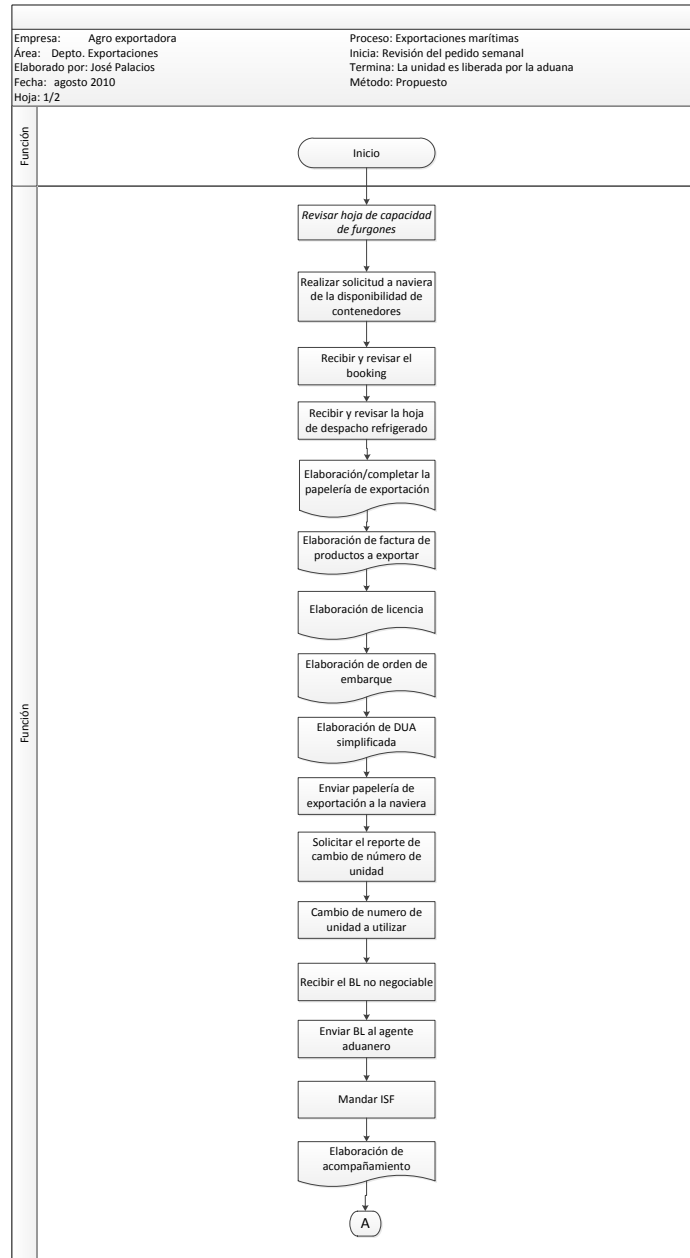 Empresa: Agro exportadora
Área: Depto. Exportaciones
Elaborado por: José Palacios
Fecha: agosto 2010
Hoja: 1/2
Proceso: Exportaciones marítimas
Inicia: Revisión del pedido semanal
Termina: La unidad es liberada por la aduana
Método: Propuesto
Función
Inicio
Función
Revisar hoja de capacidad
de furgones
Realizar solicitud a naviera
de la disponibilidad de
contenedores
Recibir y revisar el
booking
Recibir y revisar la hoja
de despacho refrigerado
Elaboración/completar la
papelería de exportación
Elaboración de factura de
productos a exportar
Elaboración de licencia
Elaboración de orden de
embarque
Elaboración de DUA
simplificada
Enviar papelería de
exportación a la naviera
Solicitar el reporte de
cambio de número de
unidad
Cambio de numero de
unidad a utilizar
Recibir el BL no negociable
Enviar BL al agente
aduanero
Mandar ISF
Elaboración de
acompañamiento
A